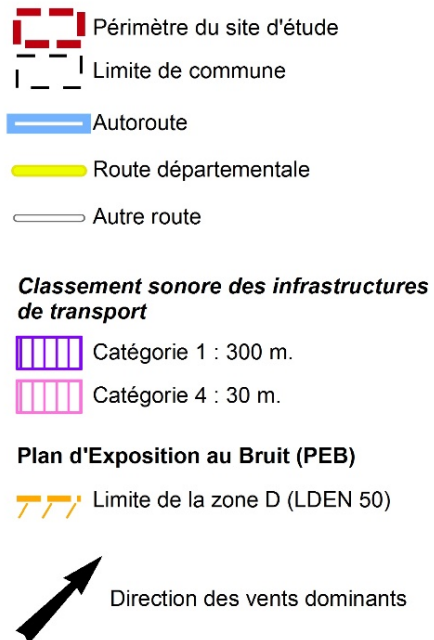 Périmètre du site d'étude
Limite de commune
Autoroute
Route départementale
Autre route
Classement sonore des infrastructures
de transport
Catégorie 1 : 300 m.
Catégorie 4 : 30 m.
Plan d'Exposition au Bruit (PEB)
Limite de la zone D (LDEN 50)
Direction des vents dominants